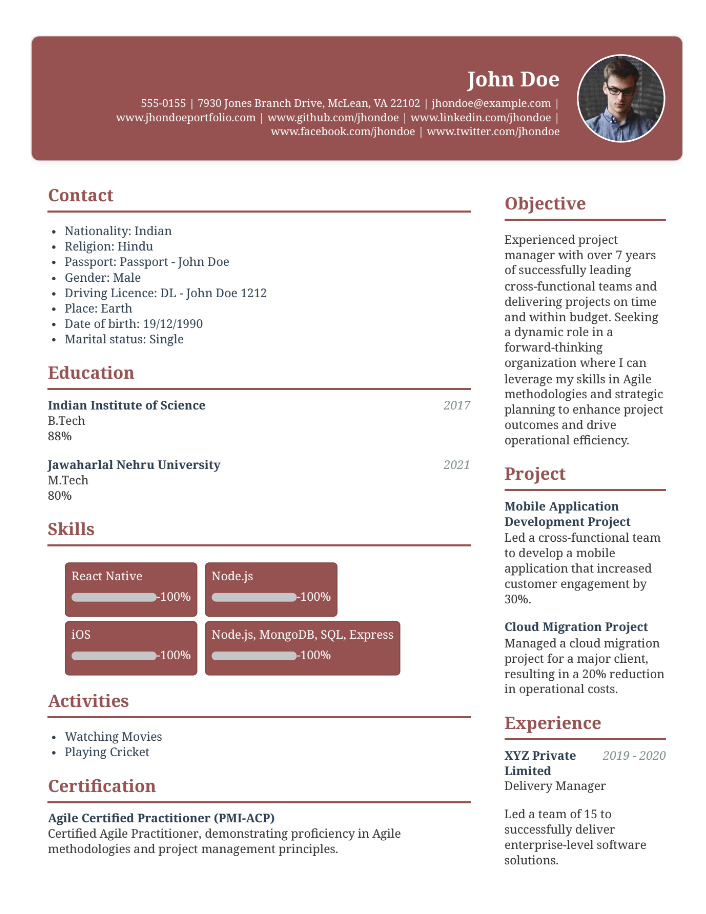 John Doe
555-0155 | 7930 Jones Branch Drive, McLean, VA 22102 | jhondoe@example.com |
www.jhondoeportfolio.com | www.github.com/jhondoe | www.linkedin.com/jhondoe |
www.facebook.com/jhondoe | www.twitter.com/jhondoe
Contact
• Nationality: Indian
• Religion: Hindu
• Passport: Passport - John Doe
• Gender: Male
• Driving Licence: DL - John Doe 1212
• Place: Earth
• Date of birth: 19/12/1990
• Marital status: Single
Education
Indian Institute of Science 2017
B.Tech
88%
Jawaharlal Nehru University 2021
M.Tech
80%
Skills
React Native
-100%
Node.js
-100%
iOS
-100%
Node.js, MongoDB, SQL, Express
-100%
Activities
• Watching Movies
• Playing Cricket
Certification
Agile Certified Practitioner (PMI-ACP)
Certified Agile Practitioner, demonstrating proficiency in Agile
methodologies and project management principles.
Objective
Experienced project
manager with over 7 years
of successfully leading
cross-functional teams and
delivering projects on time
and within budget. Seeking
a dynamic role in a
forward-thinking
organization where I can
leverage my skills in Agile
methodologies and strategic
planning to enhance project
outcomes and drive
operational efficiency.
Project
Mobile Application
Development Project
Led a cross-functional team
to develop a mobile
application that increased
customer engagement by
30%.
Cloud Migration Project
Managed a cloud migration
project for a major client,
resulting in a 20% reduction
in operational costs.
Experience
XYZ Private 2019 - 2020
Limited
Delivery Manager
Led a team of 15 to
successfully deliver
enterprise-level software
solutions.